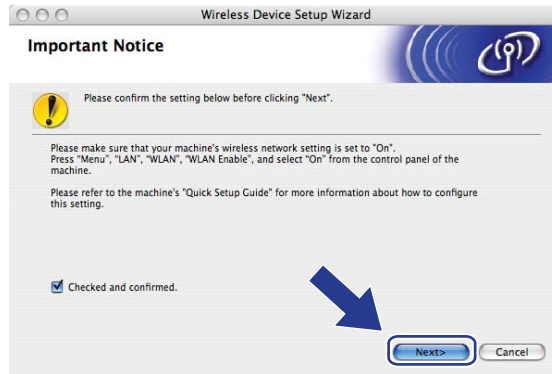 Wireless Device Setup Wizard
Important Notice
Please confirm the setting below before clicking "Next".
Please make sure that your machine's wireless network setting is set to "On".
Press "Menu", "LAN", "WLAN", "WLAN Enable", and select "On" from the control panel of the
machine.
Please refer to the machine's "Quick Setup Guide" for more information about how to configure
this setting.
Checked and confirmed.
Next>
Cancel